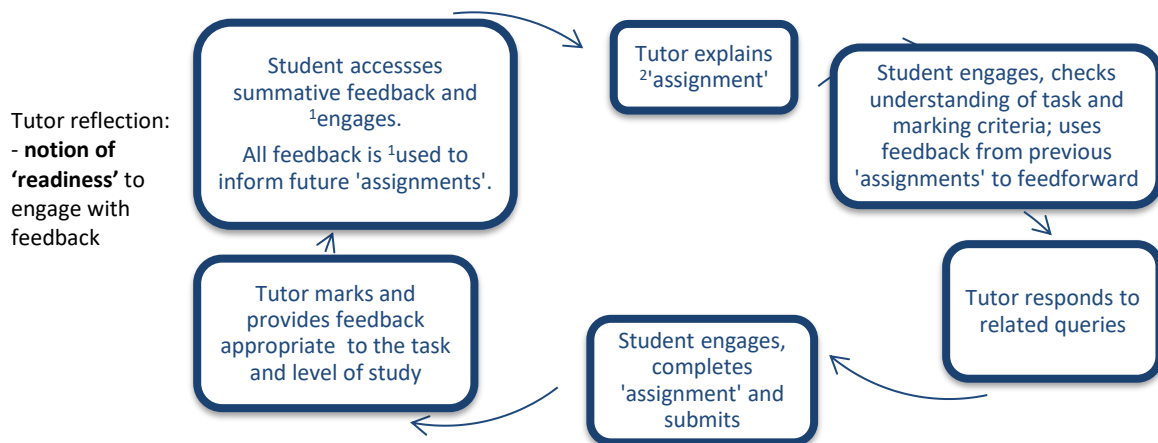 Student accessses
summative feedback and
¹engages.
All feedback is ¹used to
inform future 'assignments'.
Tutor explains
²'assignment'
Student engages, checks
understanding of task and
marking criteria; uses
feedback from previous
'assignments' to feedforward
Tutor reflection:
- notion of
‘readiness’ to
engage with
feedback
Tutor responds to
related queries
Student engages,
completes
'assignment' and
submits
Tutor marks and
provides feedback
appropriate to the task
and level of study